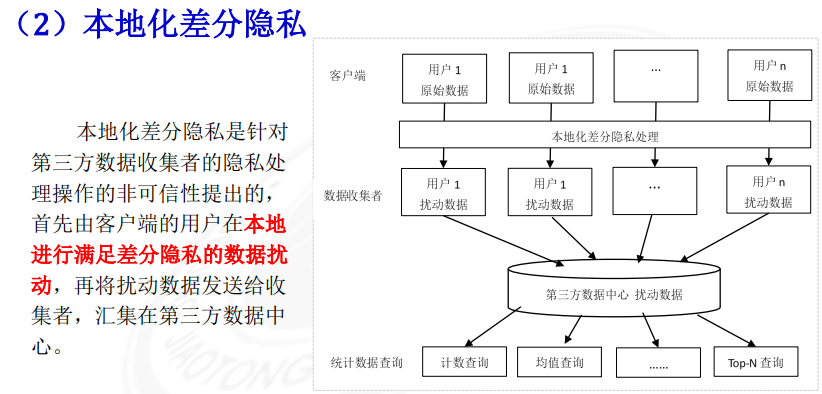 （2）本地化差分隐私
本地化差分隐私是针对
第三方数据收集者的隐私处
理操作的非可信性提出的，
首先由客户端的用户在本地
进行满足差分隐私的数据扰
动，再将扰动数据发送给收
集者，汇集在第三方数据中
心。
客户端
用户 1
原始数据
用户 1
原始数据
...
用户 n
原始数据
本地化差分隐私处理
数据收集者
用户 1
扰动数据
用户 1
扰动数据
...
用户 n
扰动数据
第三方数据中心 扰动数据
统计数据查询
计数查询
均值查询
......
Top-N 查询